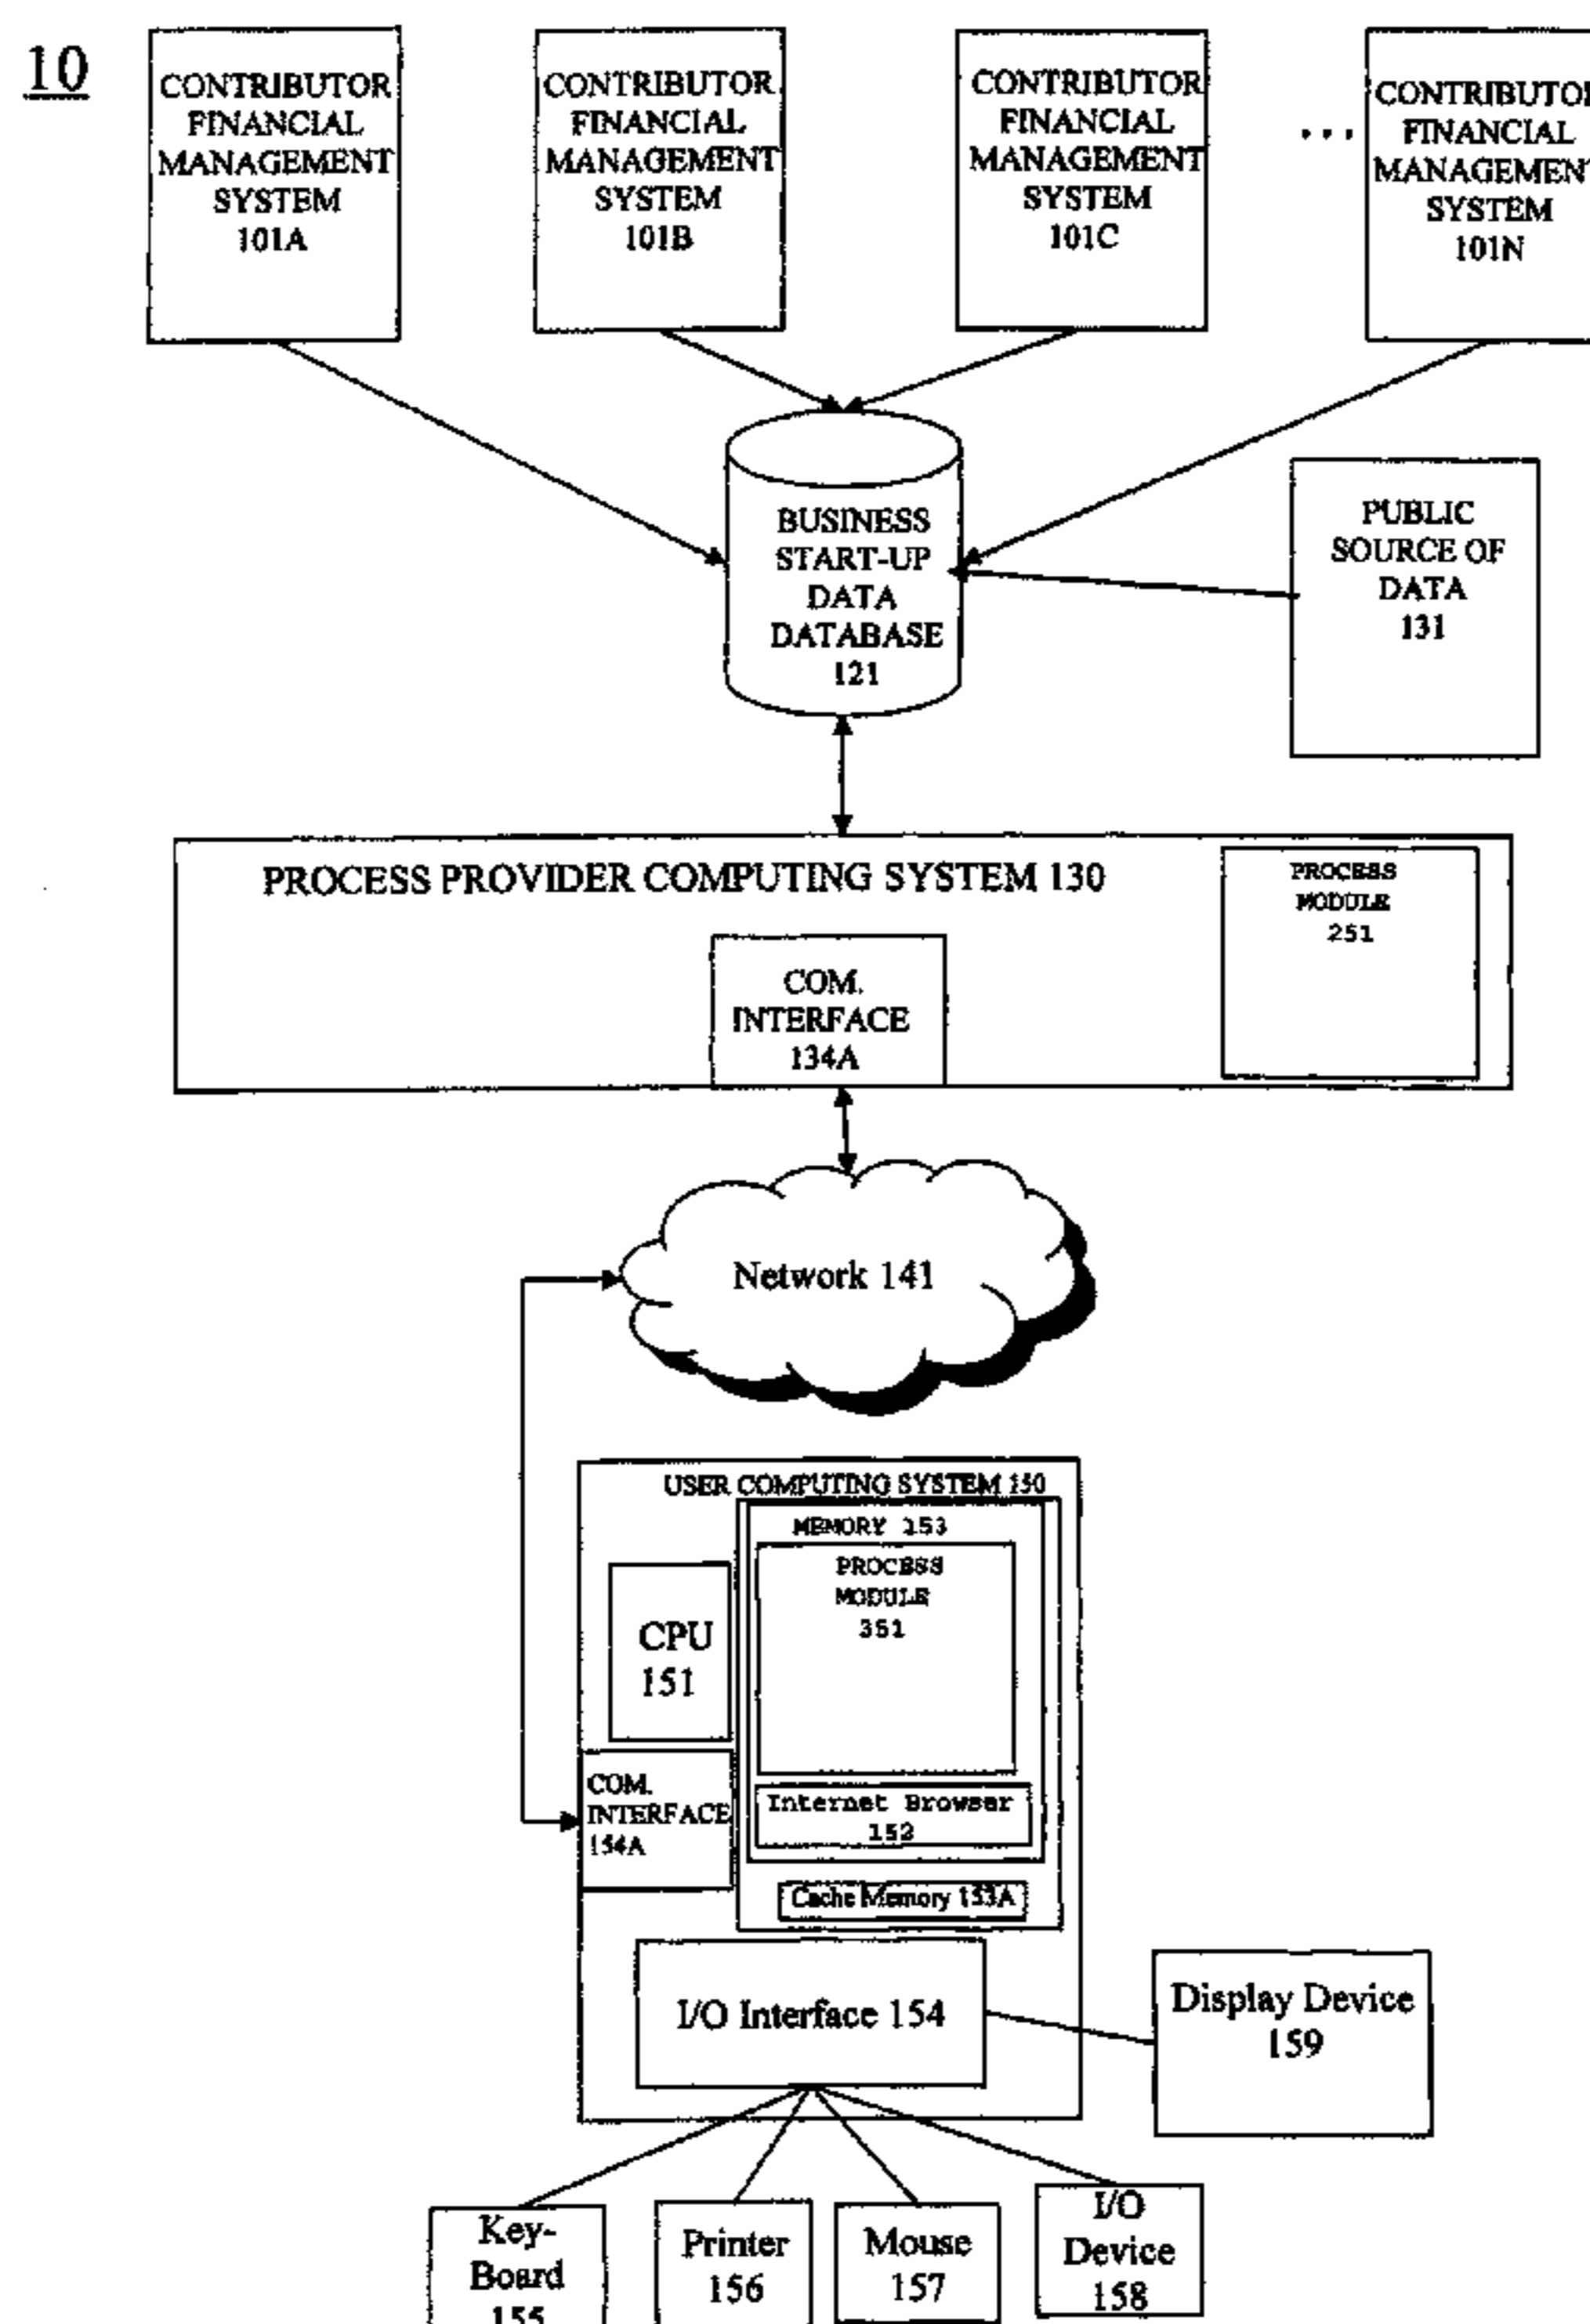 10
CONTRIBUTOR
FINANCIAL
MANAGEMENT
SYSTEM
101A
CONTRIBUTOR
FINANCIAL
MANAGEMENT
SYSTEM
101B
CONTRIBUTOR
FINANCIAL
MANAGEMENT
SYSTEM
101C
...
CONTRIBUTOR
FINANCIAL
MANAGEMENT
SYSTEM
101N
BUSINESS
START-UP
DATA
DATABASE
121
PUBLIC
SOURCE OF
DATA
131
PROCESS PROVIDER COMPUTING SYSTEM 130
PROCESS
MODULE
251
COM.
INTERFACE
134A
Network 141
USER COMPUTING SYSTEM 150
MEMORY 153
PROCESS
MODULE
351
CPU
151
COM.
INTERFACE
154A
Internet Browser
152
Cache Memory 153A
I/O Interface 154
Display Device
159
Key-
Board
155
Printer
156
Mouse
157
I/O
Device
158